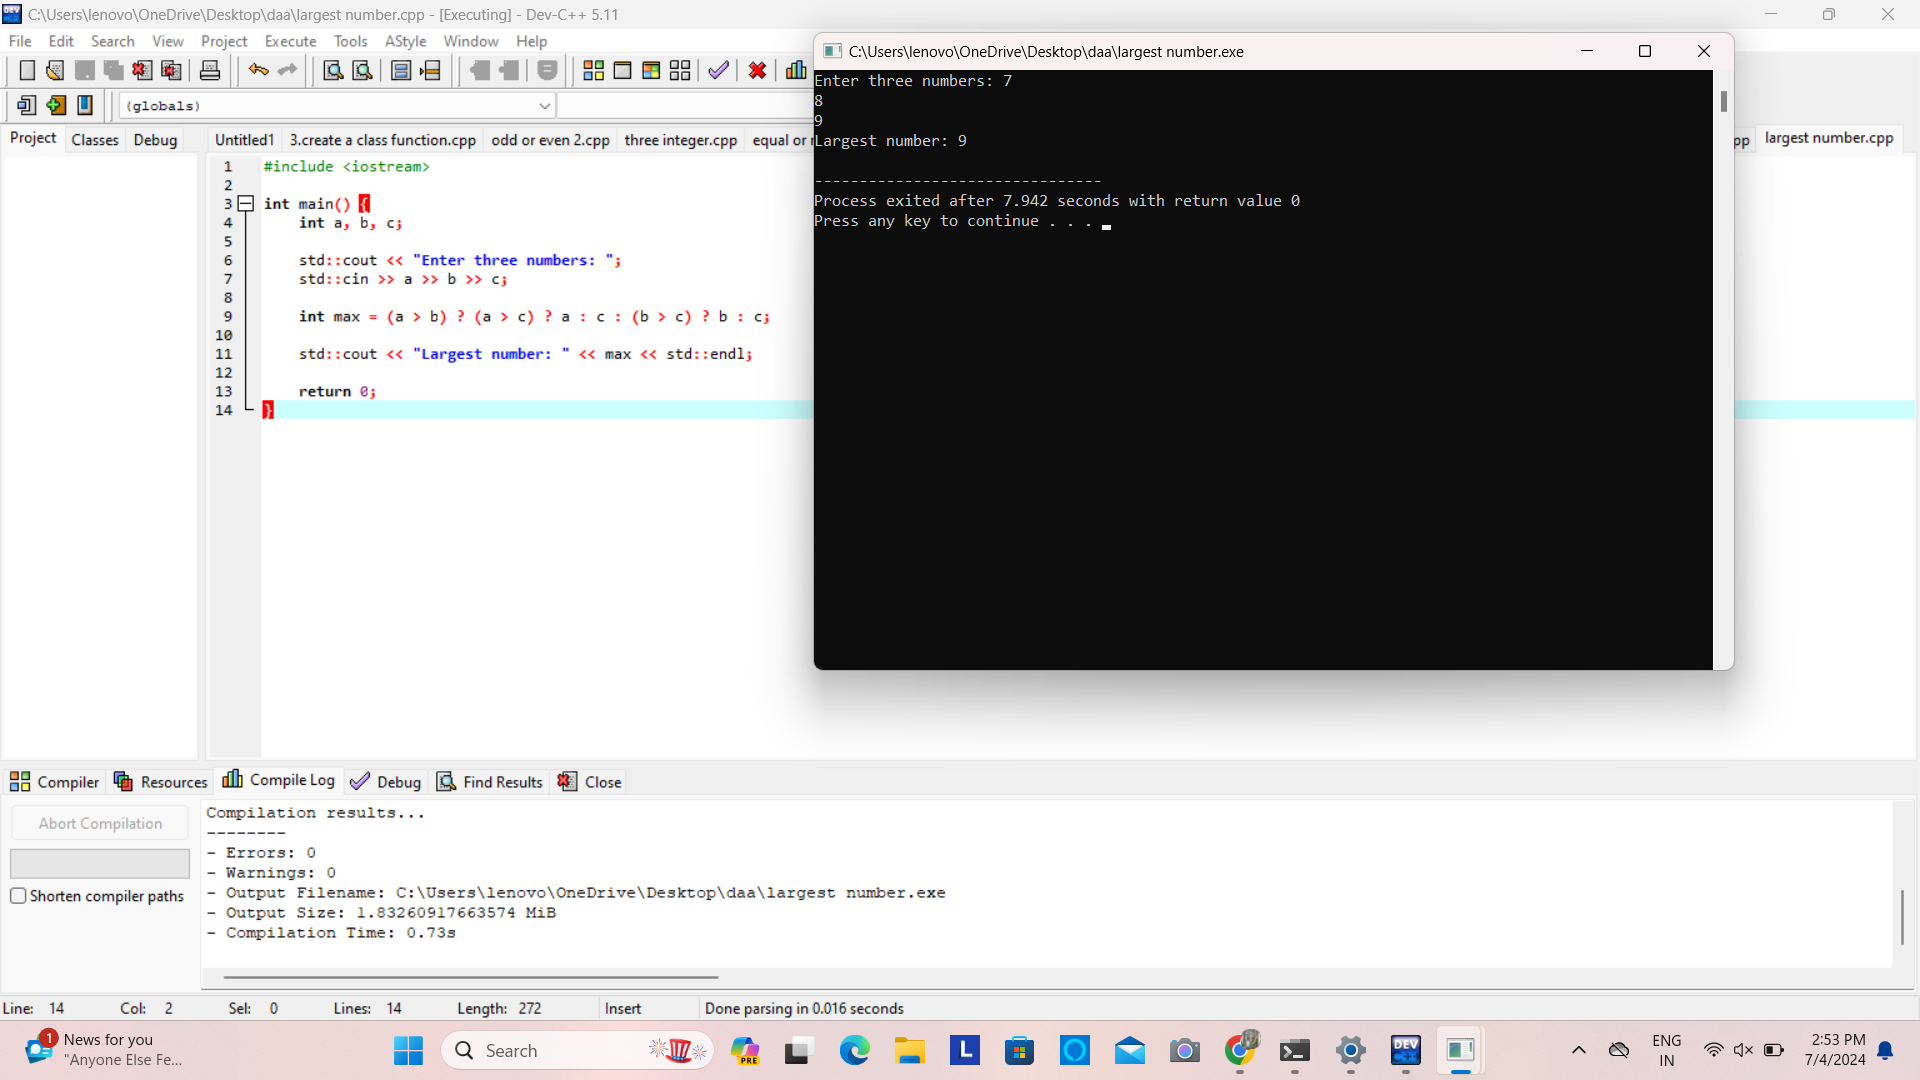 C:\Users\lenovo\OneDrive\Desktop\daa\largest number.cpp - [Executing] - Dev-C++ 5.11
File Edit Search View Project Execute Tools AStyle Window Help
(globals)
Project Classes Debug
Untitled1 3.create a class function.cpp odd or even 2.cpp three integer.cpp equal or largest number.cpp
1 #include <iostream>
2
3 int main() {
4 int a, b, c;
5
6 std::cout << "Enter three numbers: ";
7 std::cin >> a >> b >> c;
8
9 int max = (a > b) ? (a > c) ? a : c : (b > c) ? b : c;
10
11 std::cout << "Largest number: " << max << std::endl;
12
13 return 0;
14 }
C:\Users\lenovo\OneDrive\Desktop\daa\largest number.exe
Enter three numbers: 7
8
9
Largest number: 9
--------------------------------
Process exited after 7.942 seconds with return value 0
Press any key to continue . . .
Compiler Resources Compile Log Debug Find Results Close
Abort Compilation
Shorten compiler paths
Compilation results...
--------
- Errors: 0
- Warnings: 0
- Output Filename: C:\Users\lenovo\OneDrive\Desktop\daa\largest number.exe
- Output Size: 1.83260917663574 MiB
- Compilation Time: 0.73s
Line: 14 Col: 2 Sel: 0 Lines: 14 Length: 272 Insert Done parsing in 0.016 seconds
1 News for you
"Anyone Else Fe...
Search
PRE
L
DEV
ENG
IN
2:53 PM
7/4/2024